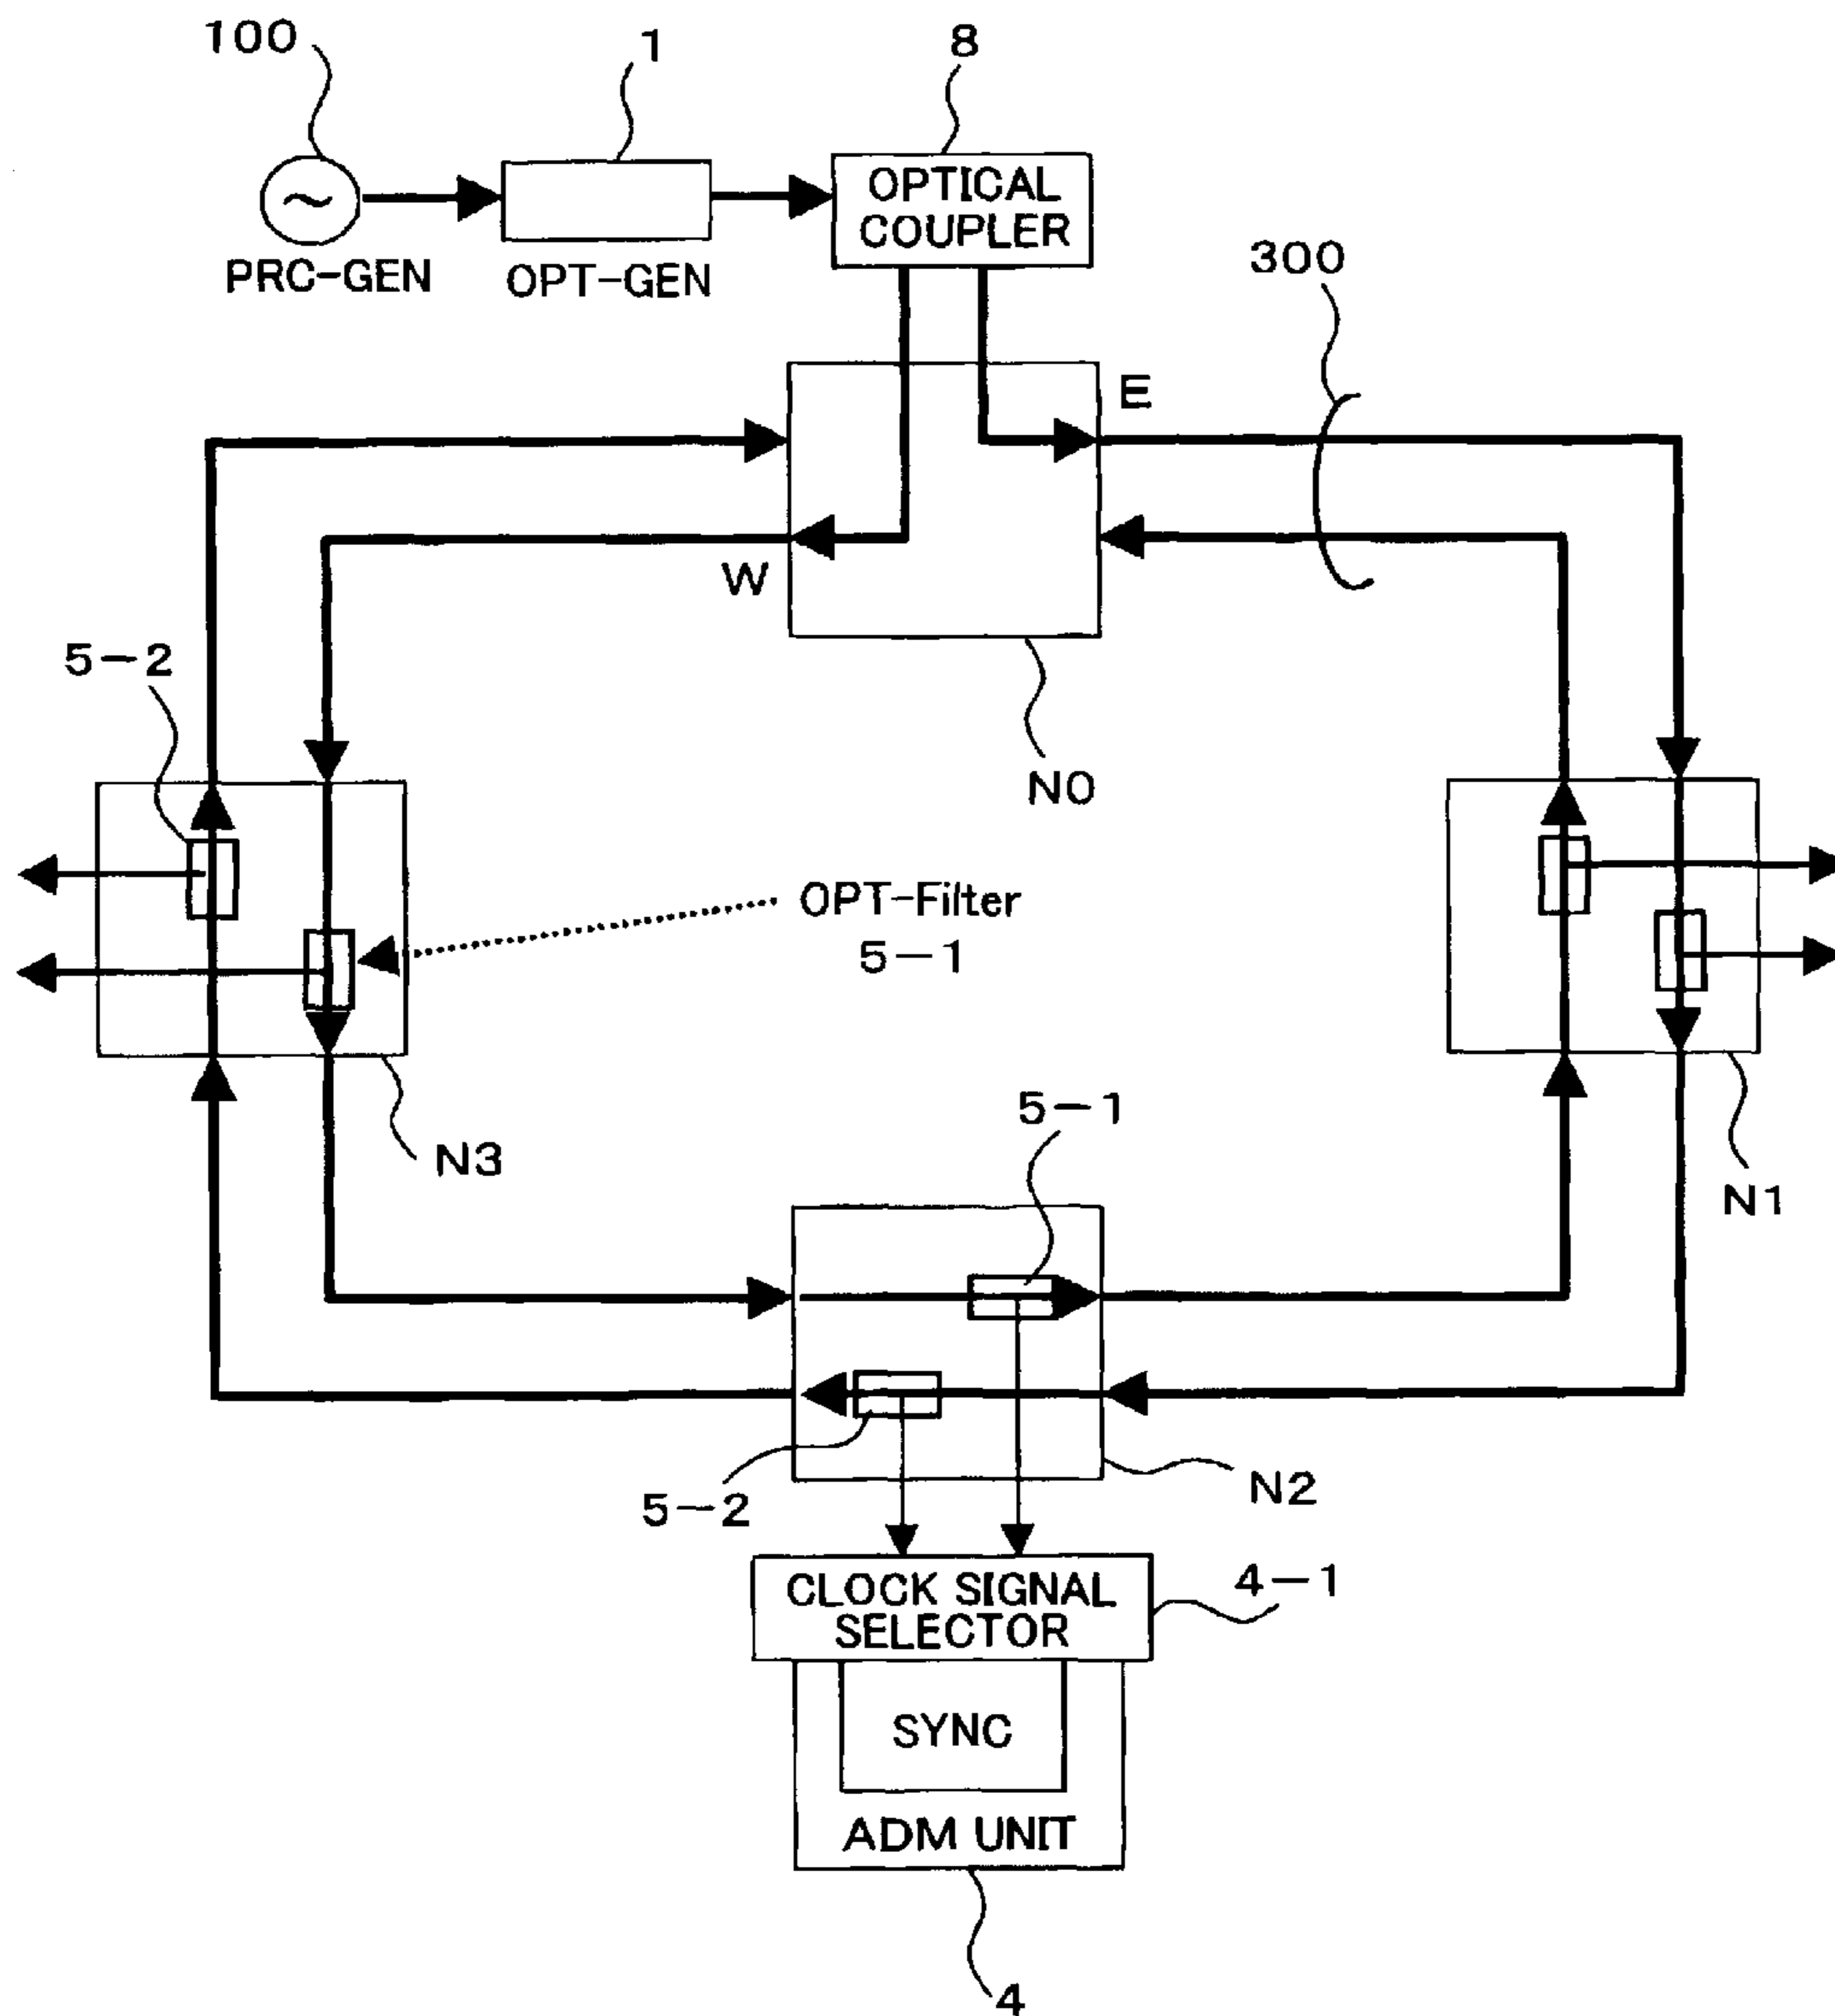 100
1
8
OPTICAL
COUPLER
PRC-GEN
OPT-GEN
300
E
W
5-2
N0
OPT-Filter
5-1
5-1
N3
N1
5-2
N2
CLOCK SIGNAL
SELECTOR
4-1
SYNC
ADM UNIT
4